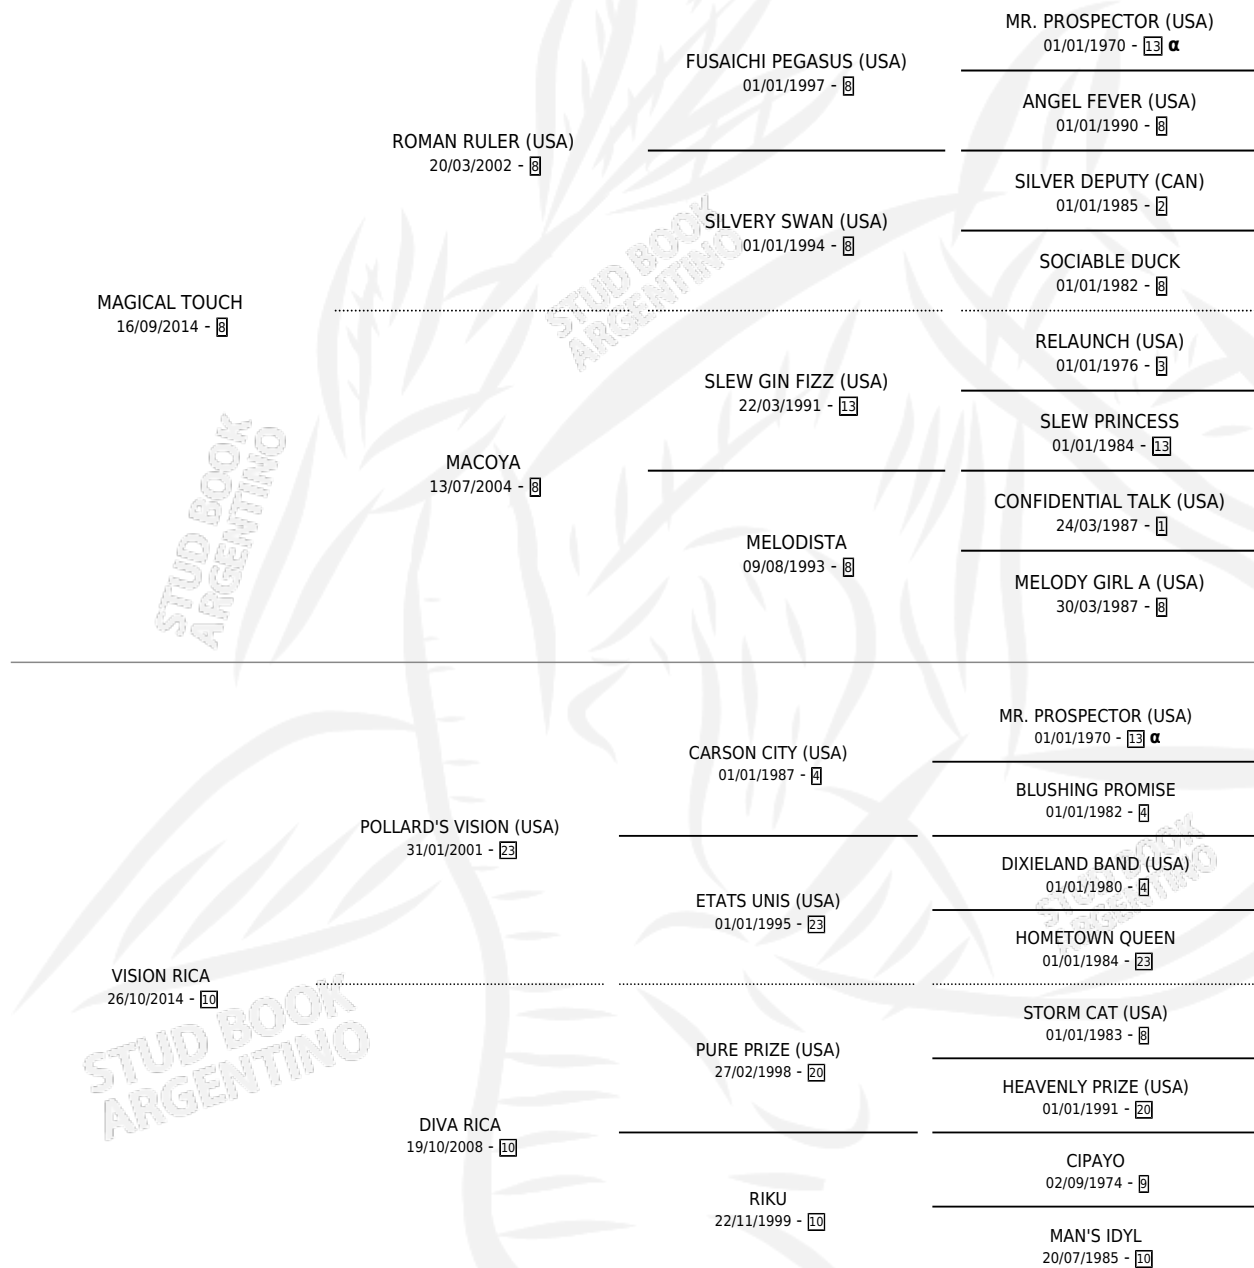 MAGICAL TOUCH
16/09/2014 - 8
ROMAN RULER (USA)
20/03/2002 - 8
MACOYA
13/07/2004 - 8
FUSAICHI PEGASUS (USA)
01/01/1997 - 8
SILVERY SWAN (USA)
01/01/1994 - 8
SLEW GIN FIZZ (USA)
22/03/1991 - 13
MELODISTA
09/08/1993 - 8
MR. PROSPECTOR (USA)
01/01/1970 - 13 α
ANGEL FEVER (USA)
01/01/1990 - 8
SILVER DEPUTY (CAN)
01/01/1985 - 2
SOCIABLE DUCK
01/01/1982 - 8
RELAUNCH (USA)
01/01/1976 - 3
SLEW PRINCESS
01/01/1984 - 13
CONFIDENTIAL TALK (USA)
24/03/1987 - 1
MELODY GIRL A (USA)
30/03/1987 - 8
VISION RICA
26/10/2014 - 10
POLLARD'S VISION (USA)
31/01/2001 - 23
DIVA RICA
19/10/2008 - 10
CARSON CITY (USA)
01/01/1987 - 4
ETATS UNIS (USA)
01/01/1995 - 23
PURE PRIZE (USA)
27/02/1998 - 20
RIKU
22/11/1999 - 10
MR. PROSPECTOR (USA)
01/01/1970 - 13 α
BLUSHING PROMISE
01/01/1982 - 4
DIXIELAND BAND (USA)
01/01/1980 - 4
HOMETOWN QUEEN
01/01/1984 - 23
STORM CAT (USA)
01/01/1983 - 8
HEAVENLY PRIZE (USA)
01/01/1991 - 20
CIPAYO
02/09/1974 - 9
MAN'S IDYL
20/07/1985 - 10
STUD BOOK
ARGENTINO
STUD BOOK
ARGENTINO
STUD BOOK
ARGENTINO
STUD BOOK
ARGENTINO